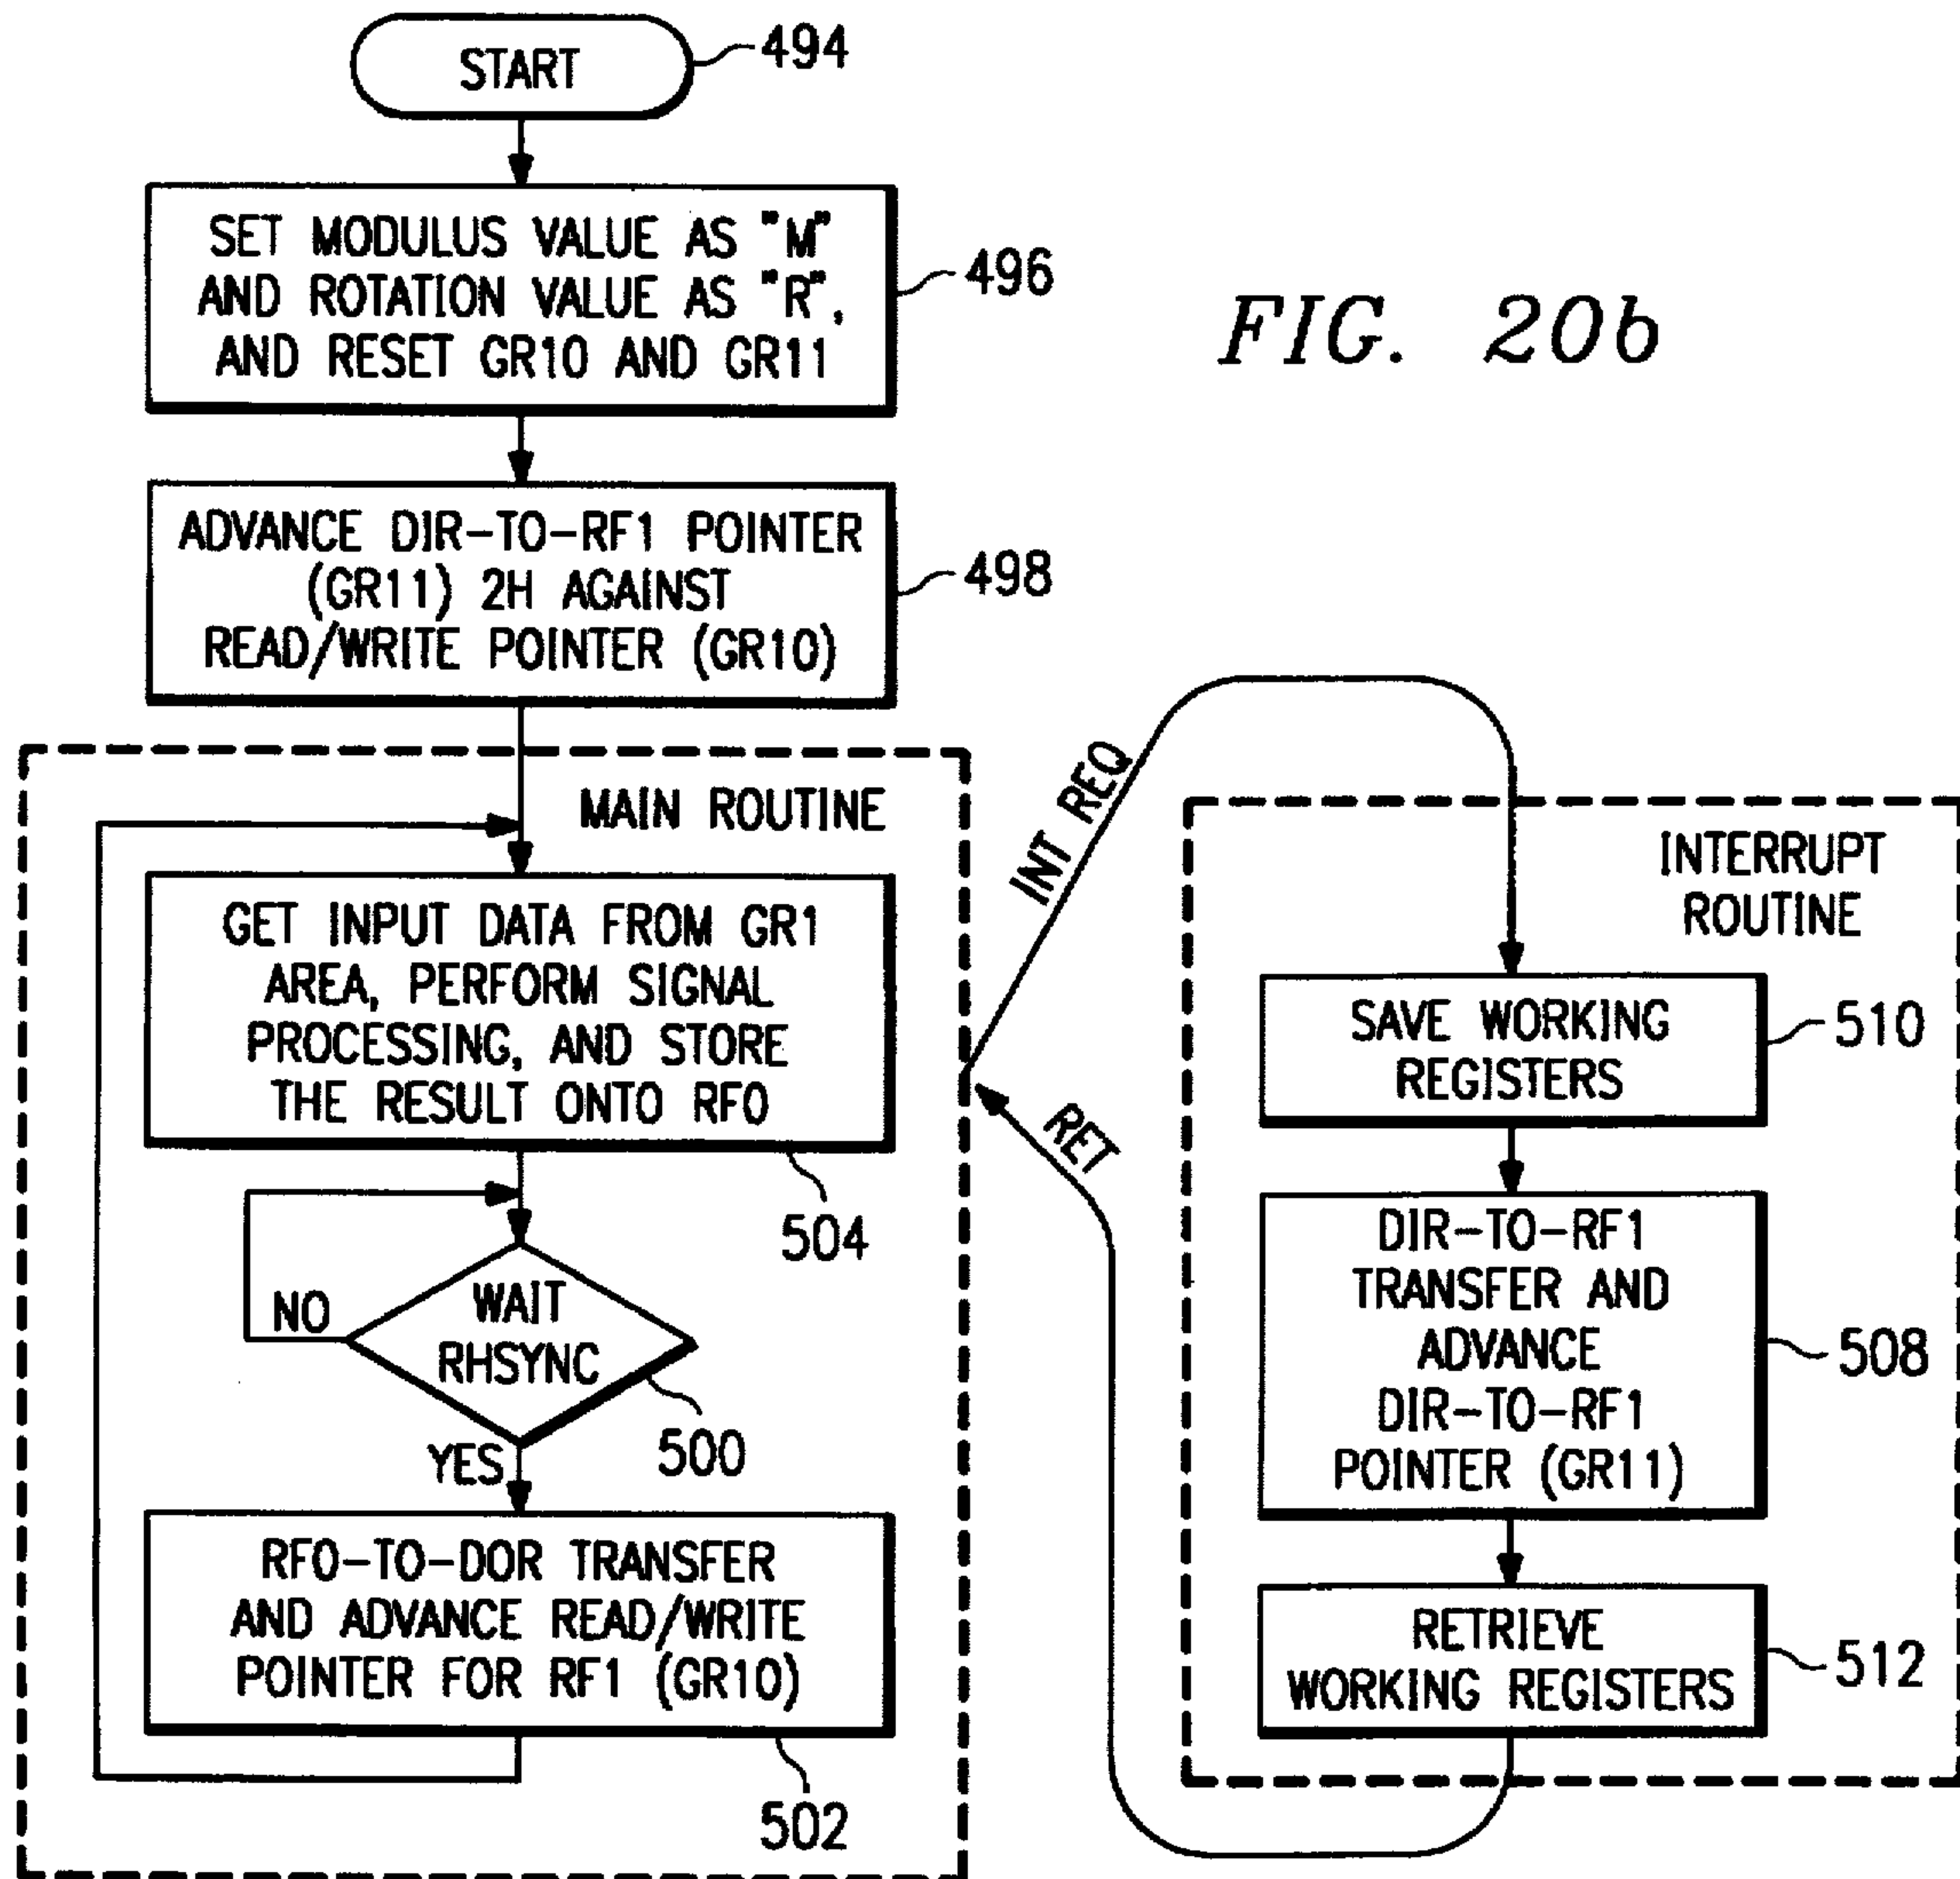 START
494
SET MODULUS VALUE AS "M"
AND ROTATION VALUE AS "R",
AND RESET GR10 AND GR11
496
FIG. 20b
ADVANCE DIR-TO-RF1 POINTER
(GR11) 2H AGAINST
READ/WRITE POINTER (GR10)
498
MAIN ROUTINE
GET INPUT DATA FROM GR1
AREA, PERFORM SIGNAL
PROCESSING, AND STORE
THE RESULT ONTO RF0
504
WAIT
RHSYNC
NO
500
YES
RF0-TO-DOR TRANSFER
AND ADVANCE READ/WRITE
POINTER FOR RF1 (GR10)
502
INT REQ
RET
INTERRUPT
ROUTINE
SAVE WORKING
REGISTERS
510
DIR-TO-RF1
TRANSFER AND
ADVANCE
DIR-TO-RF1
POINTER (GR11)
508
RETRIEVE
WORKING REGISTERS
512